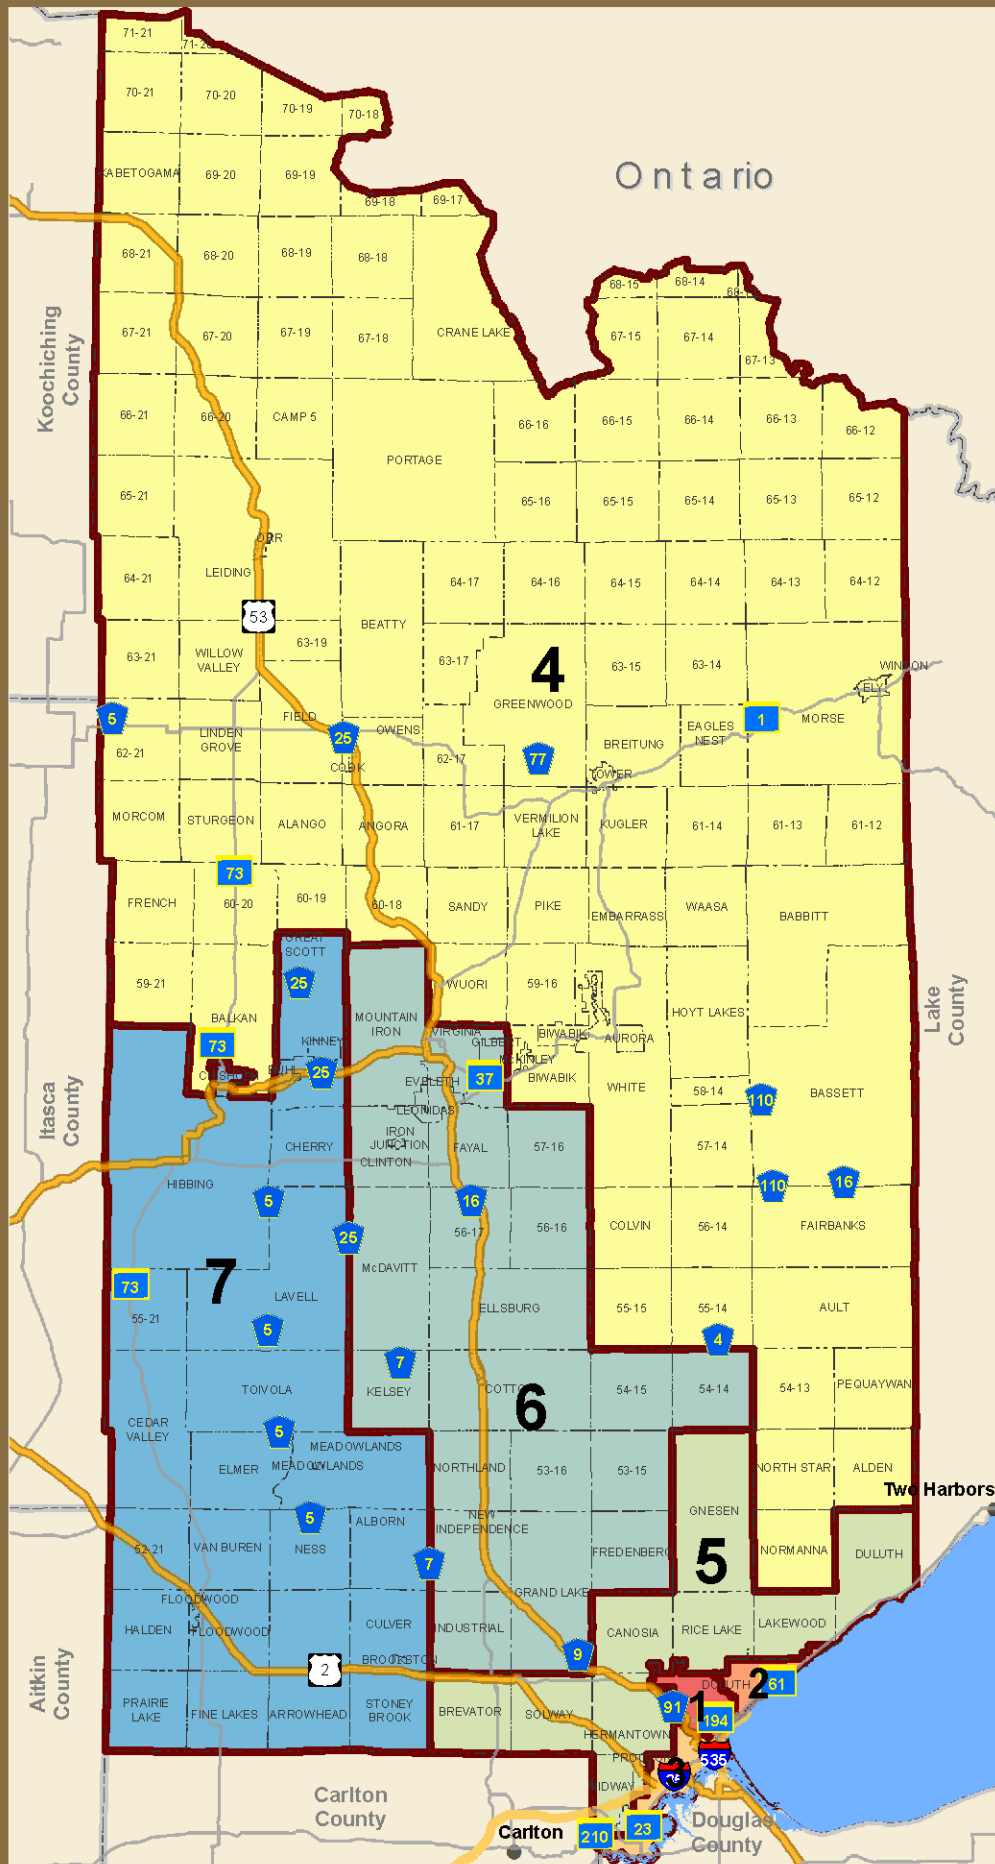 71-21
70-21
70-20
70-19
70-18
Ontario
KABETOGAMA
69-20
69-19
69-18
69-17
68-21
68-20
68-19
68-18
68-15
68-14
67-21
67-20
67-19
67-18
CRANE LAKE
67-15
67-14
67-13
Koochiching
County
66-21
66-20
CAMP 5
66-16
66-15
66-14
66-13
66-12
PORTAGE
65-21
65-16
65-15
65-14
65-13
65-12
ORR
64-21
LEIDING
64-17
64-16
64-15
64-14
64-13
64-12
53
BEATTY
63-21
WILLOW
VALLEY
63-19
63-17
4
63-15
63-14
WINTON
ELY
GREENWOOD
5
FIELD
25
OWENS
1
MORSE
EAGLES
NEST
62-21
LINDEN
GROVE
COOK
62-17
77
BREITUNG
TOWER
MORCOM
STURGEON
ALANGO
ANGORA
61-17
VERMILION
LAKE
KUGLER
61-14
61-13
61-12
73
FRENCH
60-20
60-19
60-18
SANDY
PIKE
EMBARRASS
WAASA
BABBITT
GREAT
SCOTT
59-21
25
WUORI
59-16
BALKAN
MOUNTAIN
IRON
HOYT LAKES
Lake
County
73
KINNEY
VIRGINIA
GILBERT
BIWABIK
AURORA
MCKINLEY
CHISHOLM
BUHL
25
EVELETH
37
BIWABIK
WHITE
58-14
110
BASSETT
LEONIDAS
Itasca
County
CHERRY
IRON
JUNCTION
FAYAL
57-16
57-14
CLINTON
HIBBING
5
16
110
16
25
56-17
56-16
COLVIN
56-14
FAIRBANKS
7
73
McDAVITT
55-21
LAVELL
ELLSBURG
55-15
55-14
AULT
5
4
7
TOIVOLA
KELSEY
COTTON
6
54-15
54-14
54-13
PEQUAYWAN
CEDAR
VALLEY
5
MEADOWLANDS
ELMER
MEADOWLANDS
NORTHLAND
53-16
53-15
NORTH STAR
ALDEN
Two Harbors
5
ALBORN
NEW
INDEPENDENCE
GNESEN
52-21
VAN BUREN
NESS
7
FREDENBERG
5
NORMANNA
DULUTH
FLOODWOOD
GRAND LAKE
HALDEN
FLOODWOOD
CULVER
INDUSTRIAL
CANOSIA
RICE LAKE
LAKEWOOD
9
2
BROOKSTON
Aitkin
County
DULUTH
2
61
PRAIRIE
LAKE
FINE LAKES
ARROWHEAD
STONEY
BROOK
BREVATOR
SOLWAY
91
1
194
HERMANTOWN
535
3
MIDWAY
Carlton
County
210
23
Douglas
County
Carlton